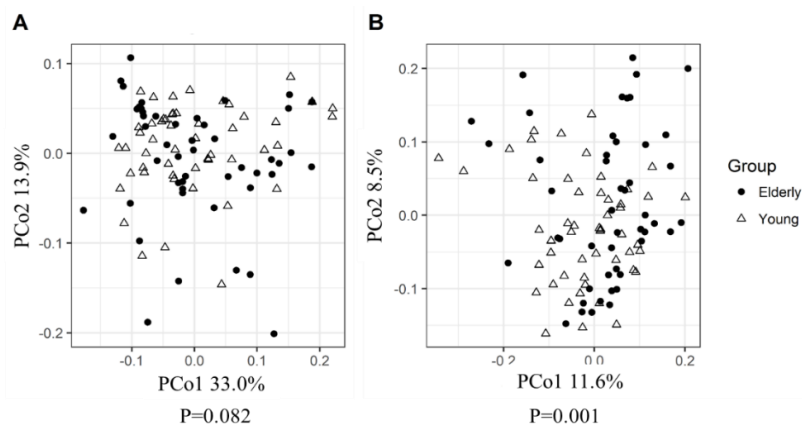 A
B
0.1
0.0
-0.1
-0.2
PCo2 13.9%
-0.1
0.0
0.1
0.2
PCo1 33.0%
P=0.082
0.2
0.1
0.0
-0.1
PCo2 8.5%
-0.2
0.0
0.2
PCo1 11.6%
P=0.001
Group
Elderly
Young